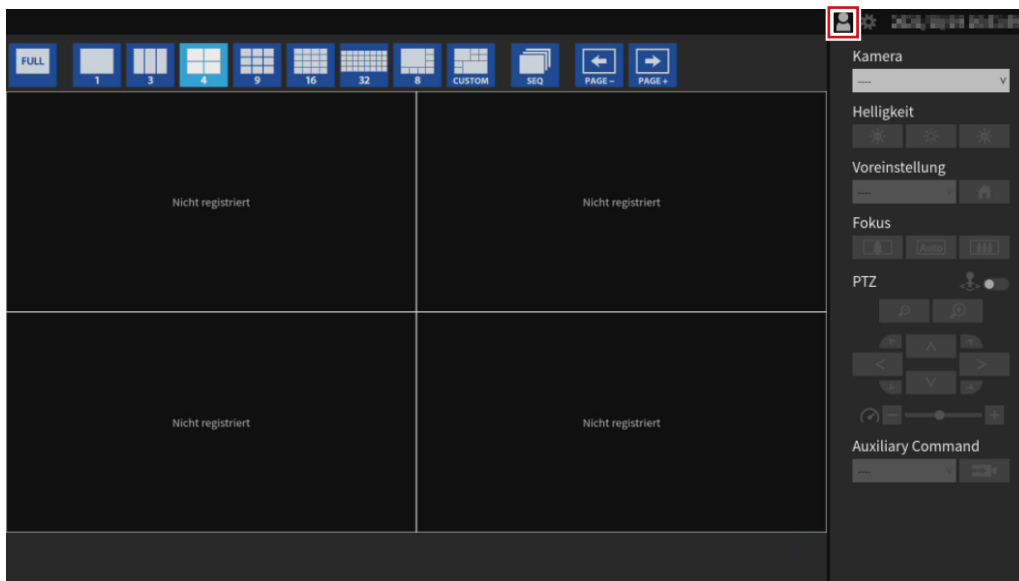 FULL
1
3
4
9
16
32
8
CUSTOM
SEQ
PAGE –
PAGE +
Nicht registriert
Nicht registriert
Nicht registriert
Nicht registriert
Kamera
----
Helligkeit
Voreinstellung
----
Fokus
Auto
PTZ
Auxiliary Command
----